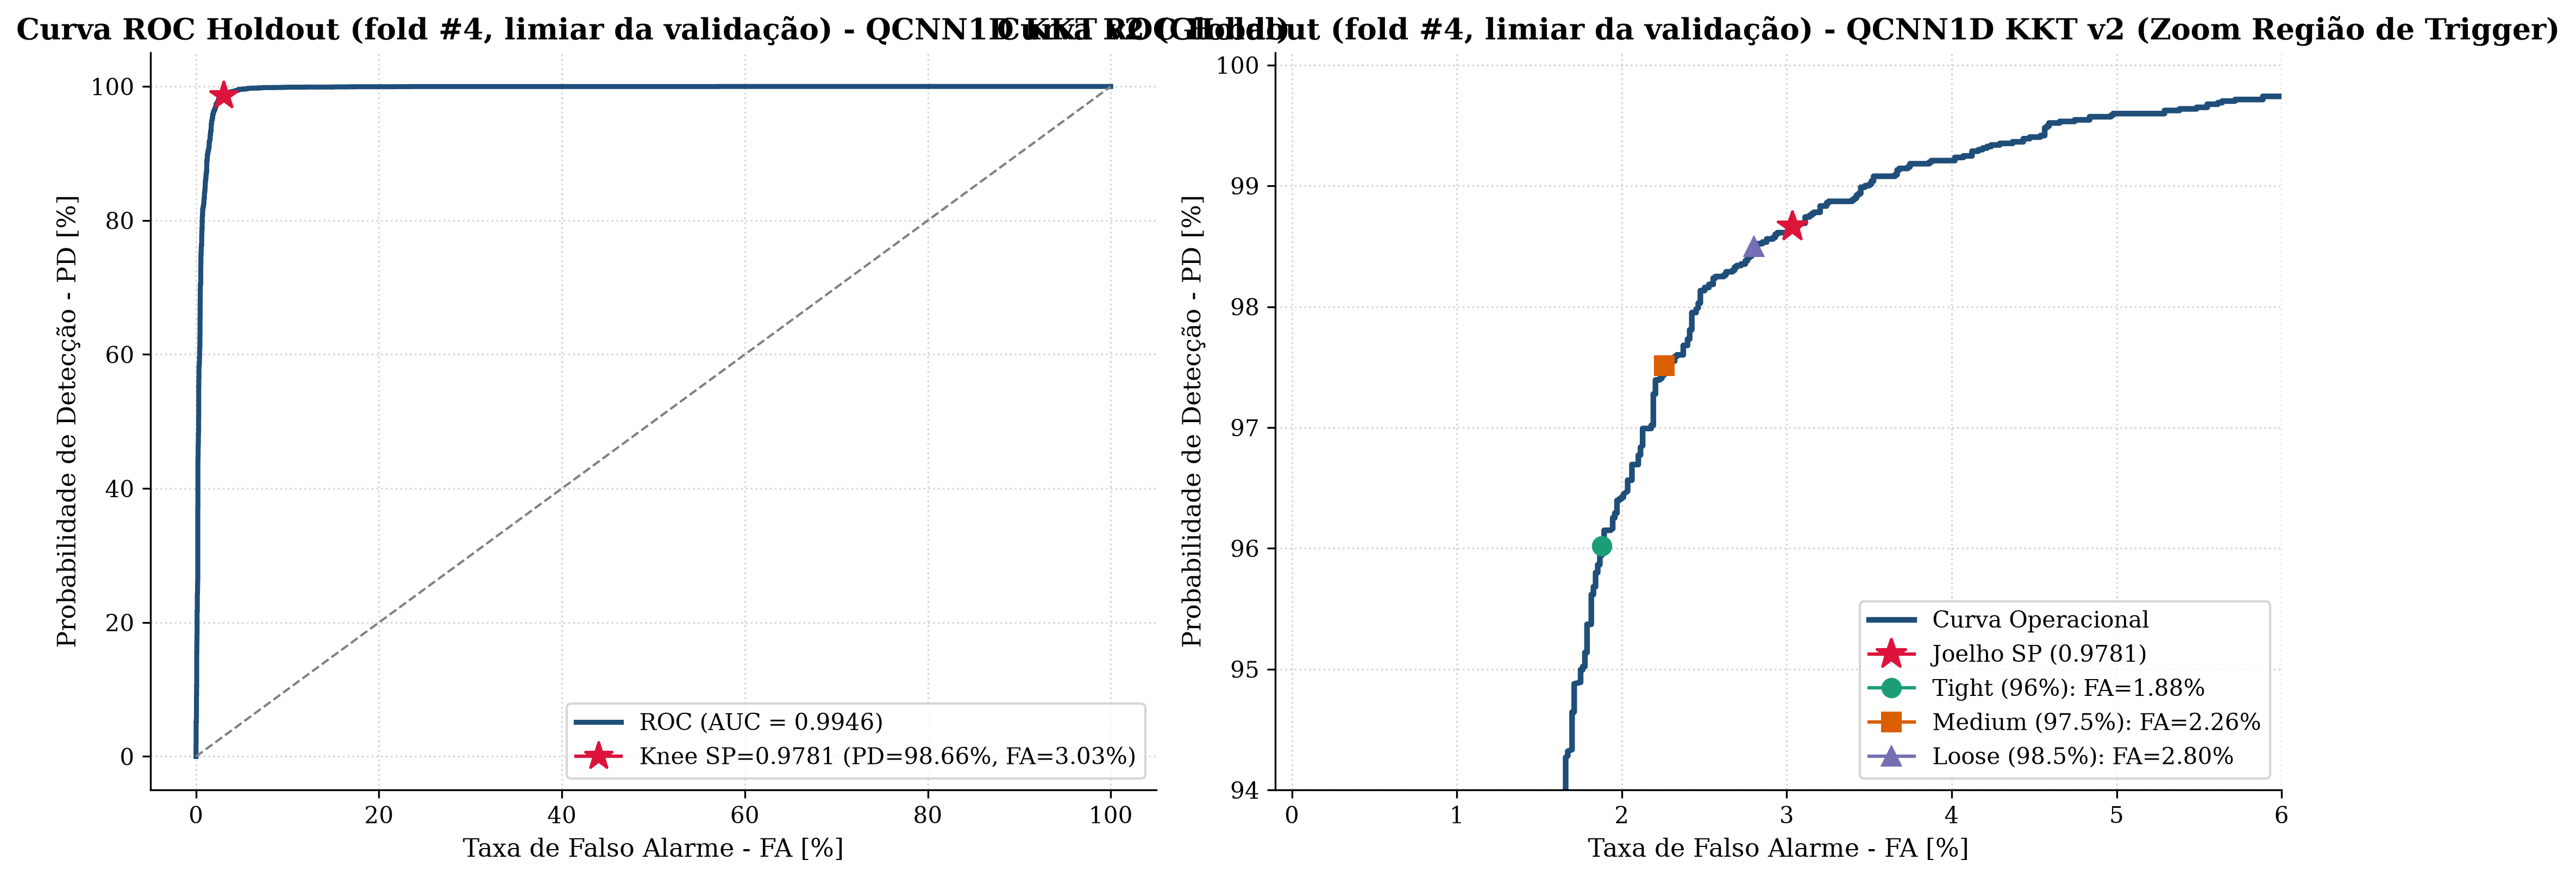 Curva ROC Holdout (fold #4, limiar da validação) - QCNN1D KKT v2 (Global)
100
80
60
40
20
0
Probabilidade de Detecção - PD [%]
ROC (AUC = 0.9946)
Knee SP=0.9781 (PD=98.66%, FA=3.03%)
0 20 40 60 80 100
Taxa de Falso Alarme - FA [%]
Curva ROC Holdout (fold #4, limiar da validação) - QCNN1D KKT v2 (Zoom Região de Trigger)
100
99
98
97
96
95
94
Probabilidade de Detecção - PD [%]
Curva Operacional
Joelho SP (0.9781)
Tight (96%): FA=1.88%
Medium (97.5%): FA=2.26%
Loose (98.5%): FA=2.80%
0 1 2 3 4 5 6
Taxa de Falso Alarme - FA [%]